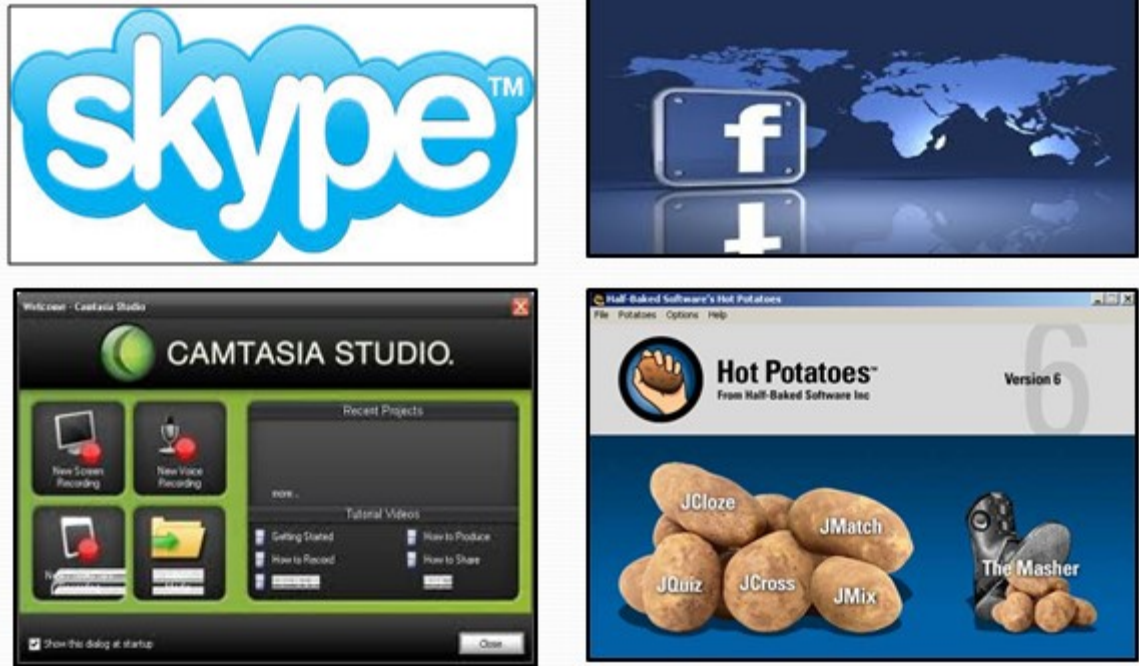 skype™
f
Welcome - Camtasia Studio
CAMTASIA STUDIO.
New Screen
Recording
New Voice
Recording
Recent Projects
more...
Tutorial Videos
Getting Started
How to Produce
How to Record
How to Share
Show this dialog at startup
Close
Half-Baked Software's Hot Potatoes
File Potatoes Options Help
Hot Potatoes™
From Half-Baked Software Inc
Version 6
6
JCloze
JMatch
JQuiz
JCross
JMix
The Masher